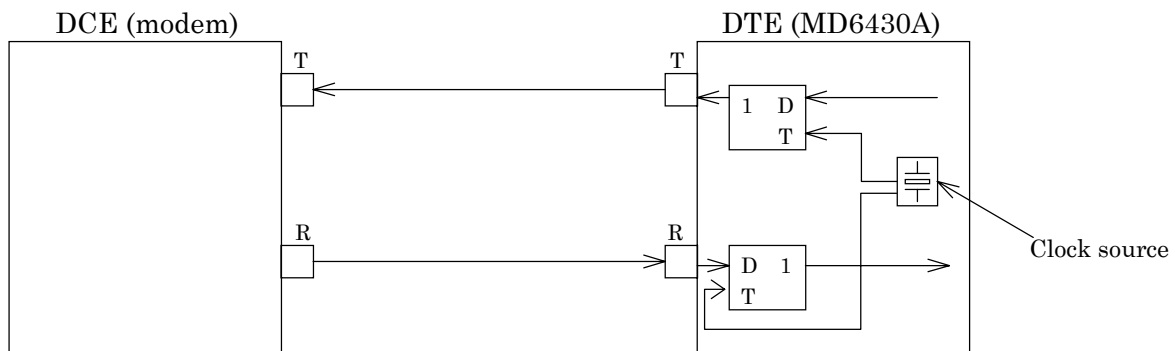 DCE (modem)
DTE (MD6430A)
T
T
1 D
T
Clock source
R
R
D 1
T